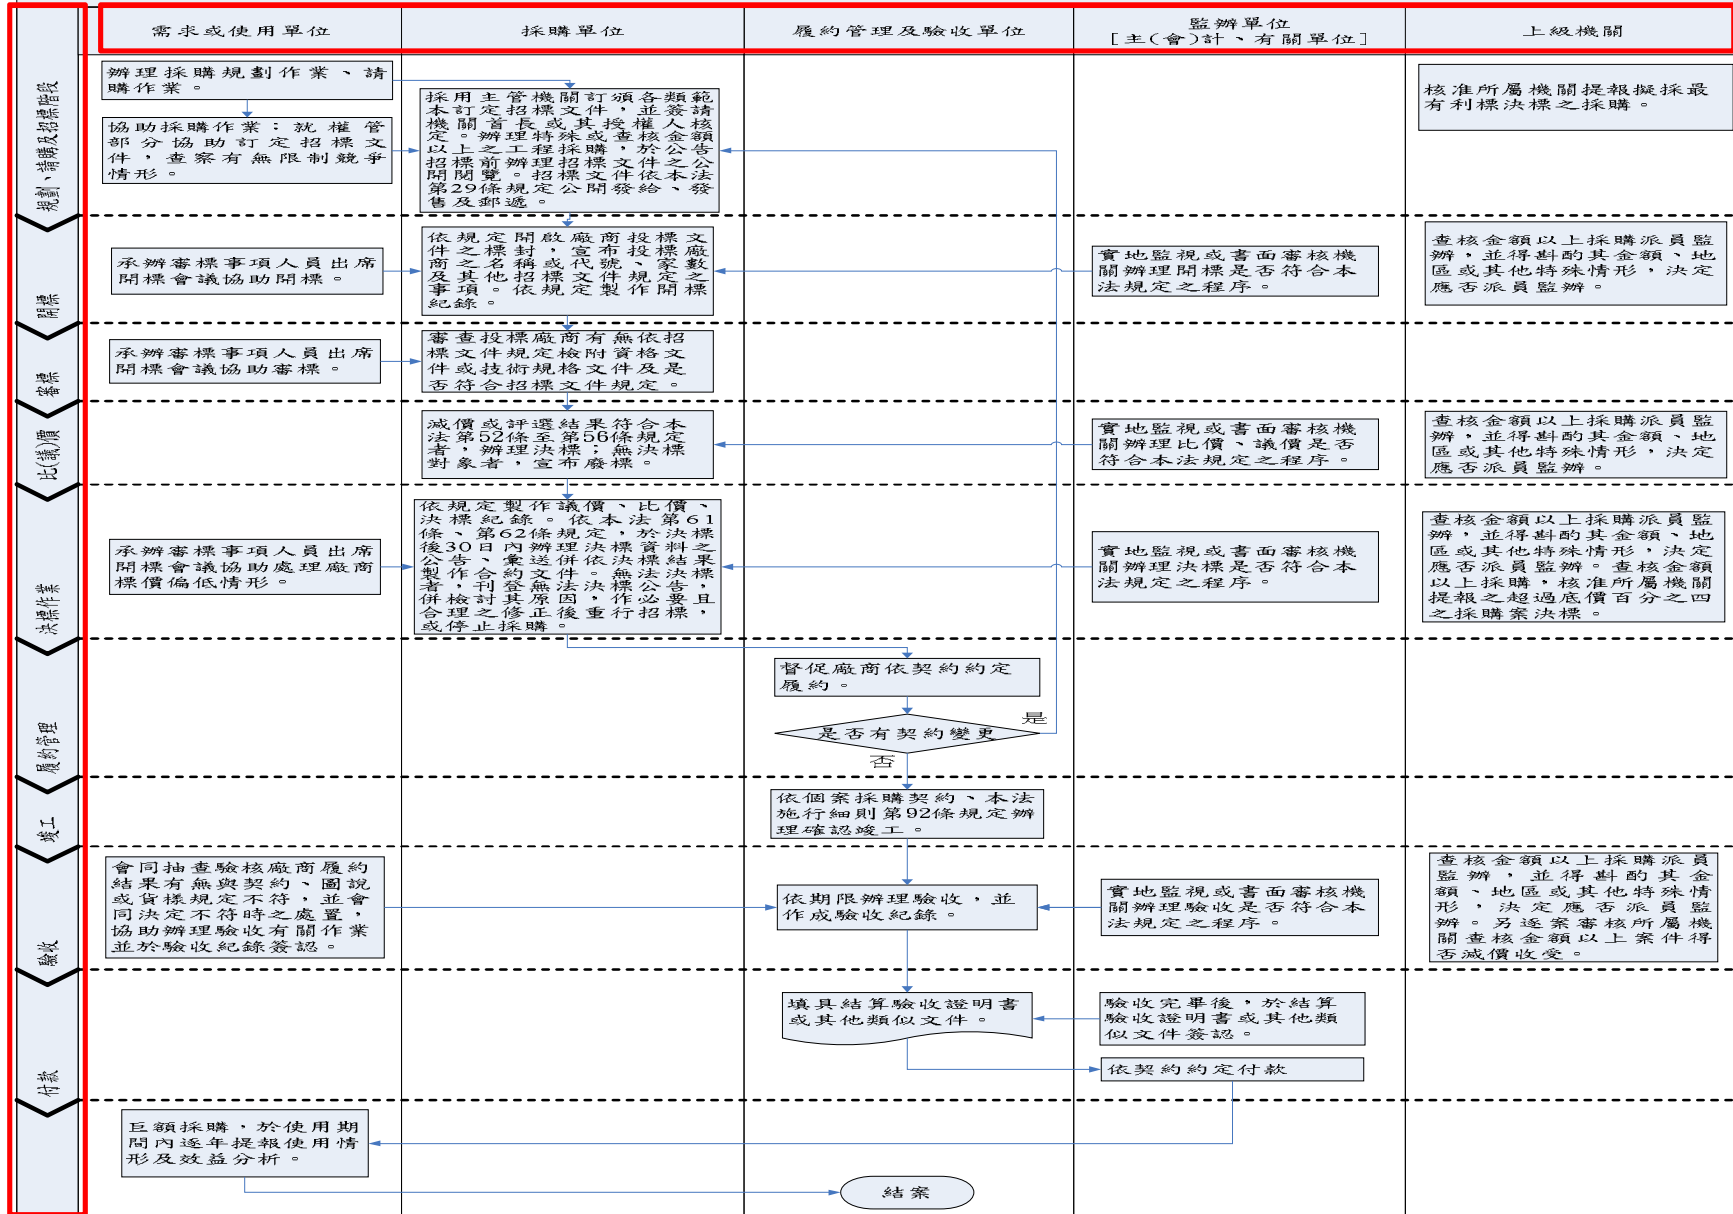 需求或使用單位
採購單位
履約管理及驗收單位
監辦單位
[主(會)計、有關單位]
上級機關
規劃、請購及招標階段
辦理採購規劃作業、請
購作業。
協助採購作業：就權管
部分協助訂定招標文
件，查察有無限制競爭
情形。
採用主管機關訂頒各類範
本訂定招標文件，並簽請
機關首長或其授權人核
定。辦理特殊或查核金額
以上之工程採購，於公告
招標前辦理招標文件之公
開閱覽。招標文件依本法
第29條規定公開發給、發
售及郵遞。
核准所屬機關提報擬採最
有利標決標之採購。
開標
承辦審標事項人員出席
開標會議協助開標。
依規定開啟廠商投標文
件之標封，宣布投標廠
商之名稱或代號、家數
及其他招標文件規定之
事項。依規定製作開標
紀錄。
實地監視或書面審核機
關辦理開標是否符合本
法規定之程序。
查核金額以上採購派員監
辦，並得斟酌其金額、地
區或其他特殊情形，決定
應否派員監辦。
審標
承辦審標事項人員出席
開標會議協助審標。
審查投標廠商有無依招
標文件規定檢附資格文
件或技術規格文件及是
否符合招標文件規定。
比(議)價
減價或評選結果符合本
法第52條至第56條規定
者，辦理決標；無決標
對象者，宣布廢標。
實地監視或書面審核機
關辦理比價、議價是否
符合本法規定之程序。
查核金額以上採購派員監
辦，並得斟酌其金額、地
區或其他特殊情形，決定
應否派員監辦。
決標作業
承辦審標事項人員出席
開標會議協助處理廠商
標價偏低情形。
依規定製作議價、比價、
決標紀錄。依本法第61
條、第62條規定，於決標
後30日內辦理決標資料之
公告、彙送併依決標結果
製作合約文件。無法決標
者，刊登無法決標公告，
併檢討其原因，作必要且
合理之修正後重行招標，
或停止採購。
實地監視或書面審核機
關辦理決標是否符合本
法規定之程序。
查核金額以上採購派員監
辦，並得斟酌其金額、地
區或其他特殊情形，決定
應否派員監辦。查核金額
以上採購，核准所屬機關
提報之超過底價百分之四
之採購案決標。
履約管理
督促廠商依契約約定
履約。
是否有契約變更
是
否
竣工
依個案採購契約、本法
施行細則第92條規定辦
理確認竣工。
驗收
會同抽查驗核廠商履約
結果有無與契約、圖說
或貨樣規定不符，並會
同決定不符時之處置，
協助辦理驗收有關作業
並於驗收紀錄簽認。
依期限辦理驗收，並
作成驗收紀錄。
實地監視或書面審核機
關辦理驗收是否符合本
法規定之程序。
查核金額以上採購派員
監辦，並得斟酌其金
額、地區或其他特殊情
形，決定應否派員監
辦。另逐案審核所屬機
關查核金額以上案件得
否減價收受。
付款
填具結算驗收證明書
或其他類似文件。
驗收完畢後，於結算
驗收證明書或其他類
似文件簽認。
依契約約定付款
巨額採購，於使用期
間內逐年提報使用情
形及效益分析。
結案